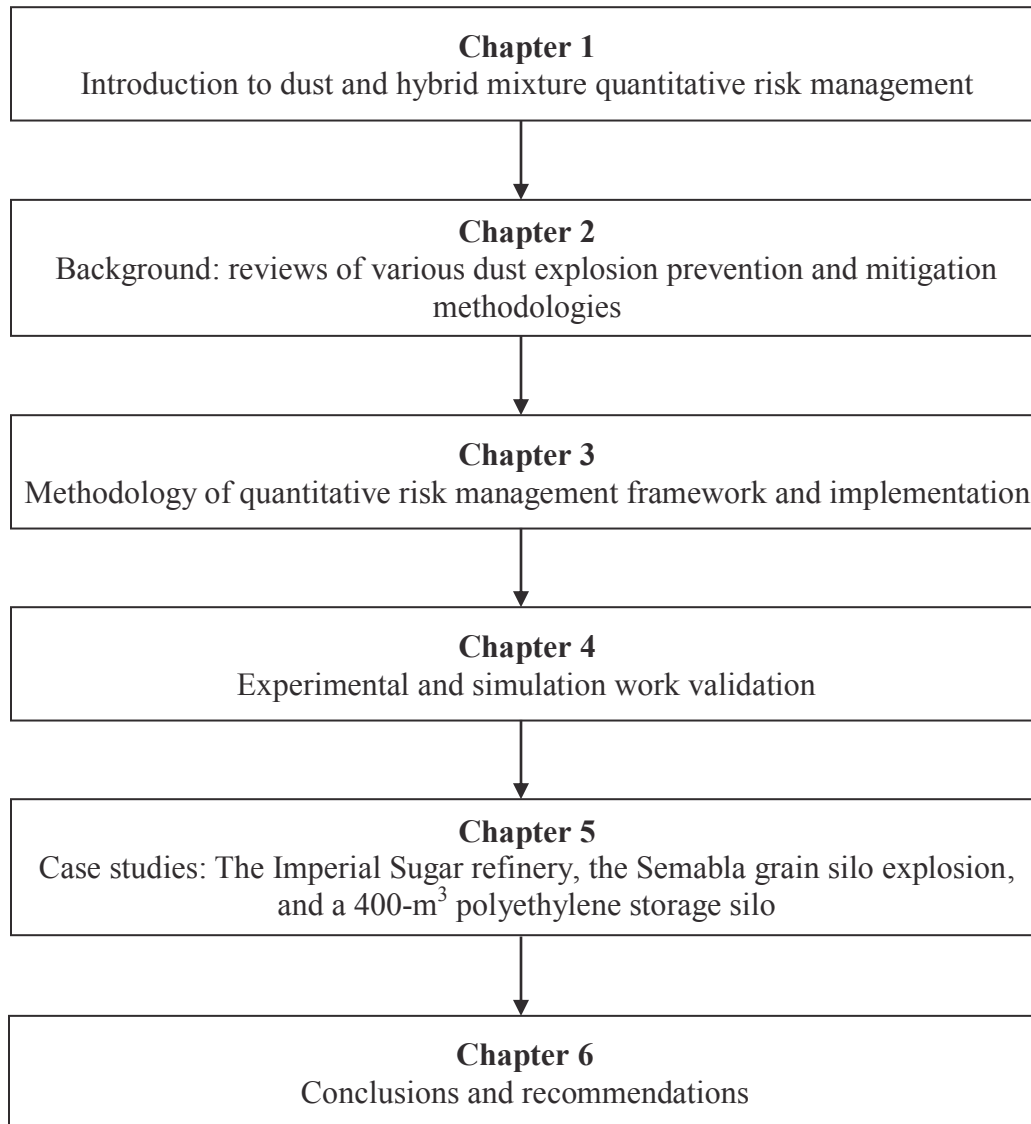 Chapter 1
Introduction to dust and hybrid mixture quantitative risk management
Chapter 2
Background: reviews of various dust explosion prevention and mitigation
methodologies
Chapter 3
Methodology of quantitative risk management framework and implementation
Chapter 4
Experimental and simulation work validation
Chapter 5
Case studies: The Imperial Sugar refinery, the Semabla grain silo explosion,
and a 400-m³ polyethylene storage silo
Chapter 6
Conclusions and recommendations